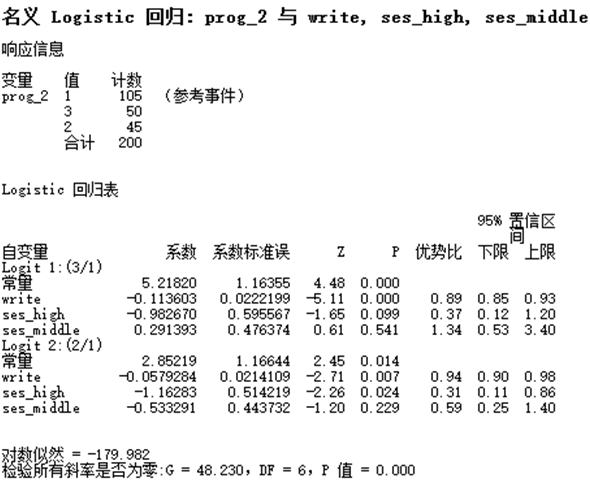 名义 Logistic 回归: prog_2 与 write, ses_high, ses_middle
响应信息
变量 值 计数
prog_2 1 105 (参考事件)
3 50
2 45
合计 200
Logistic 回归表
95% 置信区间
自变量 系数 系数标准误 Z P 优势比 下限 上限
Logit 1:(3/1)
常量 5.21820 1.16355 4.48 0.000
write -0.113603 0.0222199 -5.11 0.000 0.89 0.85 0.93
ses_high -0.982670 0.595567 -1.65 0.099 0.37 0.12 1.20
ses_middle 0.291393 0.476374 0.61 0.541 1.34 0.53 3.40
Logit 2:(2/1)
常量 2.85219 1.16644 2.45 0.014
write -0.0579284 0.0214109 -2.71 0.007 0.94 0.90 0.98
ses_high -1.16283 0.514219 -2.26 0.024 0.31 0.11 0.86
ses_middle -0.533291 0.443732 -1.20 0.229 0.59 0.25 1.40
对数似然 = -179.982
检验所有斜率是否为零:G = 48.230, DF = 6, P 值 = 0.000